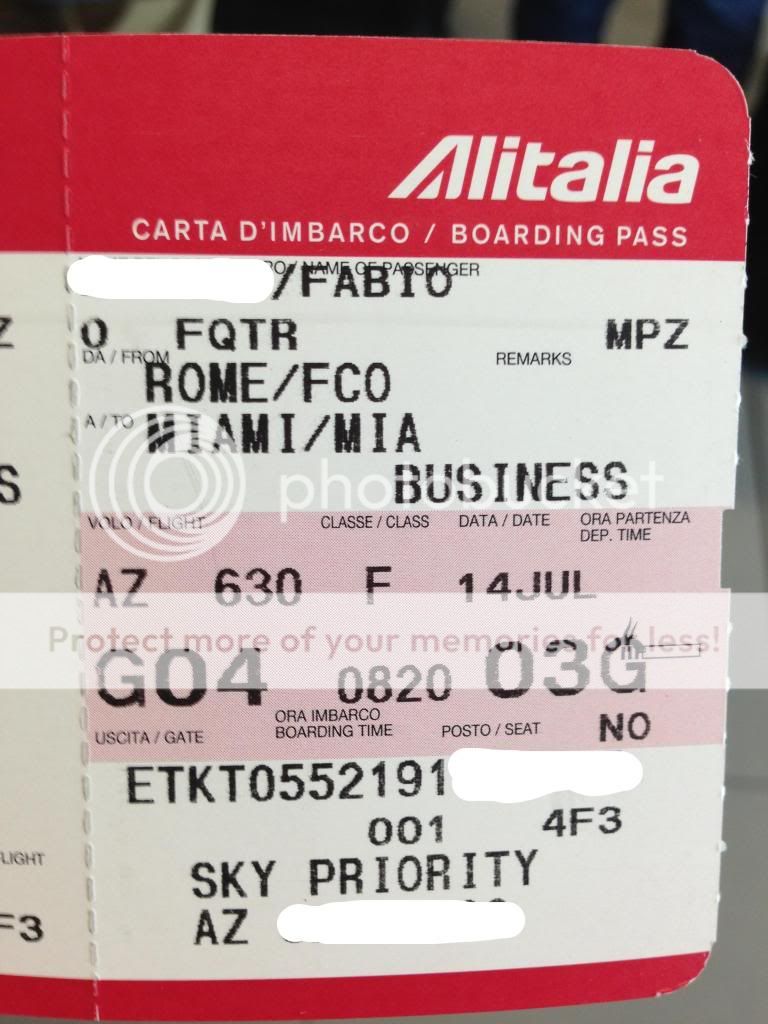 Alitalia
CARTA D'IMBARCO / BOARDING PASS
/ NAME OF PASSENGER
/FABIO
Z O FQTR MPZ
DA / FROM REMARKS
ROME/FCO
A / TO MIAMI/MIA
S BUSINESS
photobucket
VOLO / FLIGHT CLASSE / CLASS DATA / DATE ORA PARTENZA
DEP. TIME
AZ 630 F 14JUL
Protect more of your memories for less!
G04 0820 03G
USCITA / GATE ORA IMBARCO
BOARDING TIME POSTO / SEAT NO
ETKT0552191
001 4F3
LIGHT
SKY PRIORITY
F3 AZ